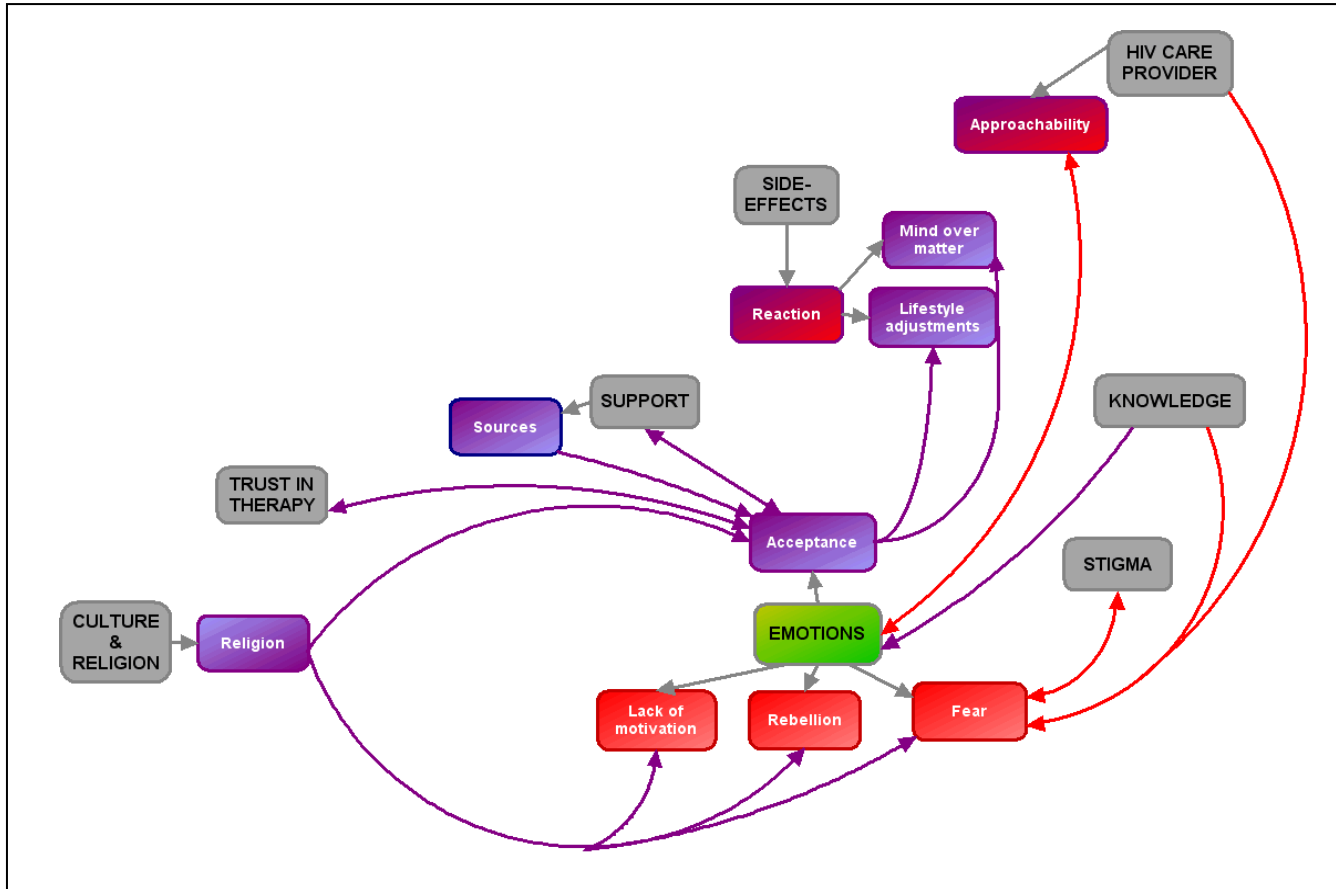 HIV CARE
PROVIDER
Approachability
SIDE-
EFFECTS
Mind over
matter
Reaction
Lifestyle
adjustments
SUPPORT
KNOWLEDGE
Sources
TRUST IN
THERAPY
Acceptance
STIGMA
CULTURE
&
RELIGION
Religion
EMOTIONS
Lack of
motivation
Rebellion
Fear